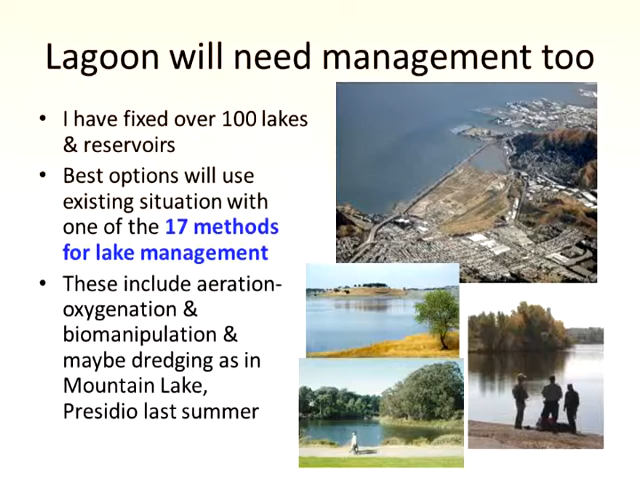 Lagoon will need management too
• I have fixed over 100 lakes
& reservoirs
• Best options will use
existing situation with
one of the 17 methods
for lake management
• These include aeration-
oxygenation &
biomanipulation &
maybe dredging as in
Mountain Lake,
Presidio last summer